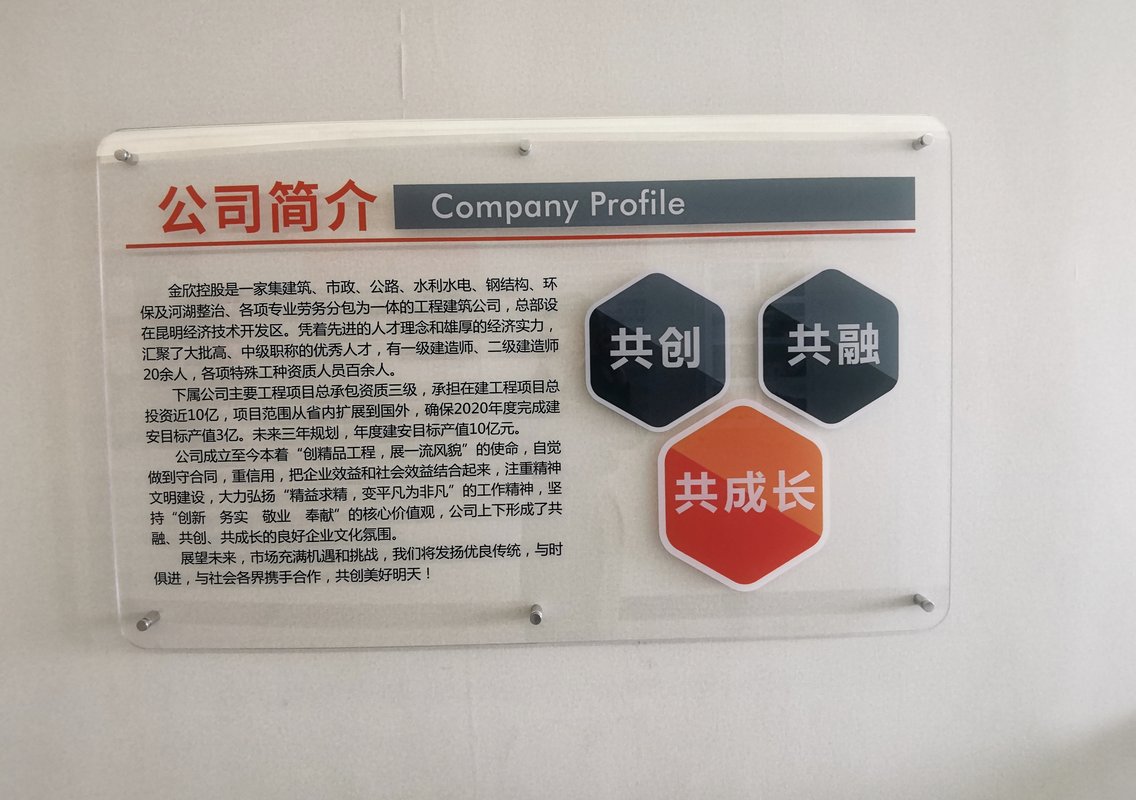 公司简介
Company Profile
金欣控股是一家集建筑、市政、公路、水利水电、钢结构、环
保及河湖整治、各项专业劳务分包为一体的工程建筑公司，总部设
在昆明经济技术开发区。凭着先进的人才理念和雄厚的经济实力，
汇聚了大批高、中级职称的优秀人才，有一级建造师、二级建造师
20余人，各项特殊工种资质人员百余人。
下属公司主要工程项目总承包资质三级，承担在建工程项目总
投资近10亿，项目范围从省内扩展到国外，确保2020年度完成建
安目标产值3亿。未来三年规划，年度建安目标产值10亿元。
公司成立至今本着“创精品工程，展一流风貌”的使命，自觉
做到守合同，重信用，把企业效益和社会效益结合起来，注重精神
文明建设，大力弘扬“精益求精，变平凡为非凡”的工作精神，坚
持“创新 务实 敬业 奉献”的核心价值观，公司上下形成了共
融、共创、共成长的良好企业文化氛围。
展望未来，市场充满机遇和挑战，我们将发扬优良传统，与时
俱进，与社会各界携手合作，共创美好明天！
共创
共融
共成长